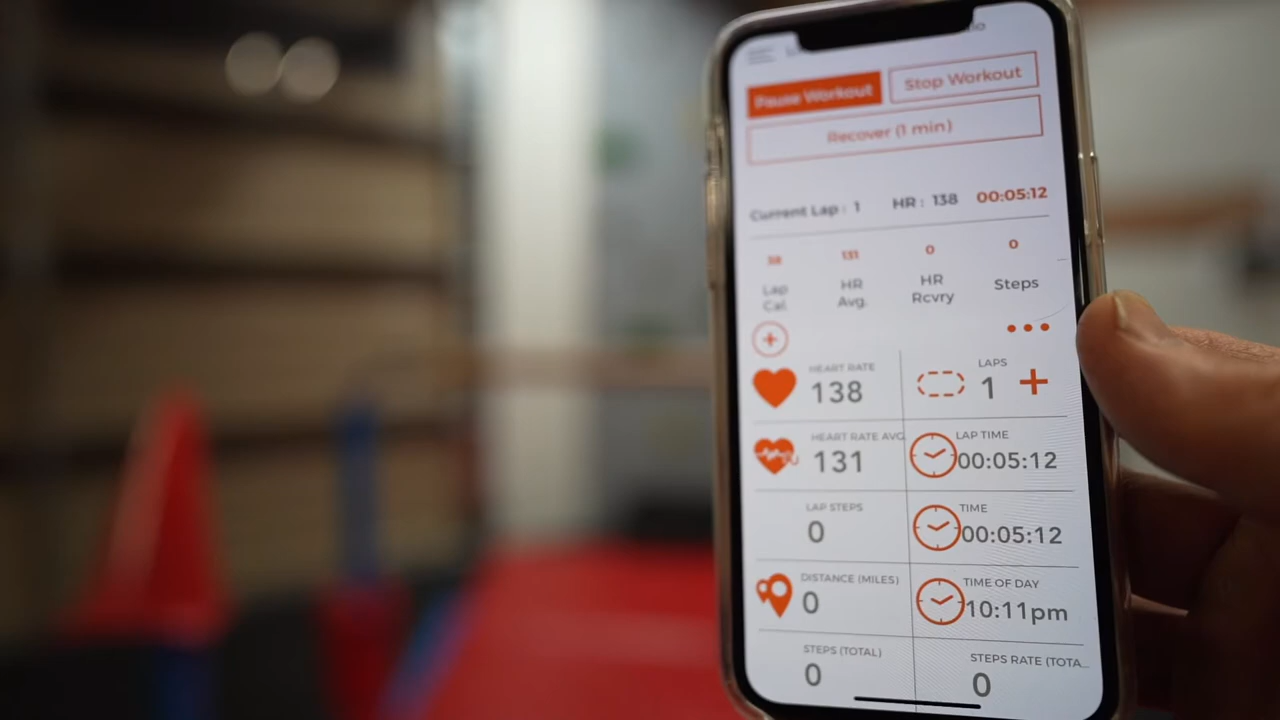 Pause Workout
Stop Workout
Recover (1 min)
Current Lap : 1 HR : 138 00:05:12
38 131 0 0
Lap Cal. HR Avg. HR Rcvry Steps
HEART RATE
138
LAPS
1
HEART RATE AVG.
131
LAP TIME
00:05:12
LAP STEPS
0
TIME
00:05:12
DISTANCE (MILES)
0
TIME OF DAY
10:11pm
STEPS (TOTAL)
0
STEPS RATE (TOTA...
0